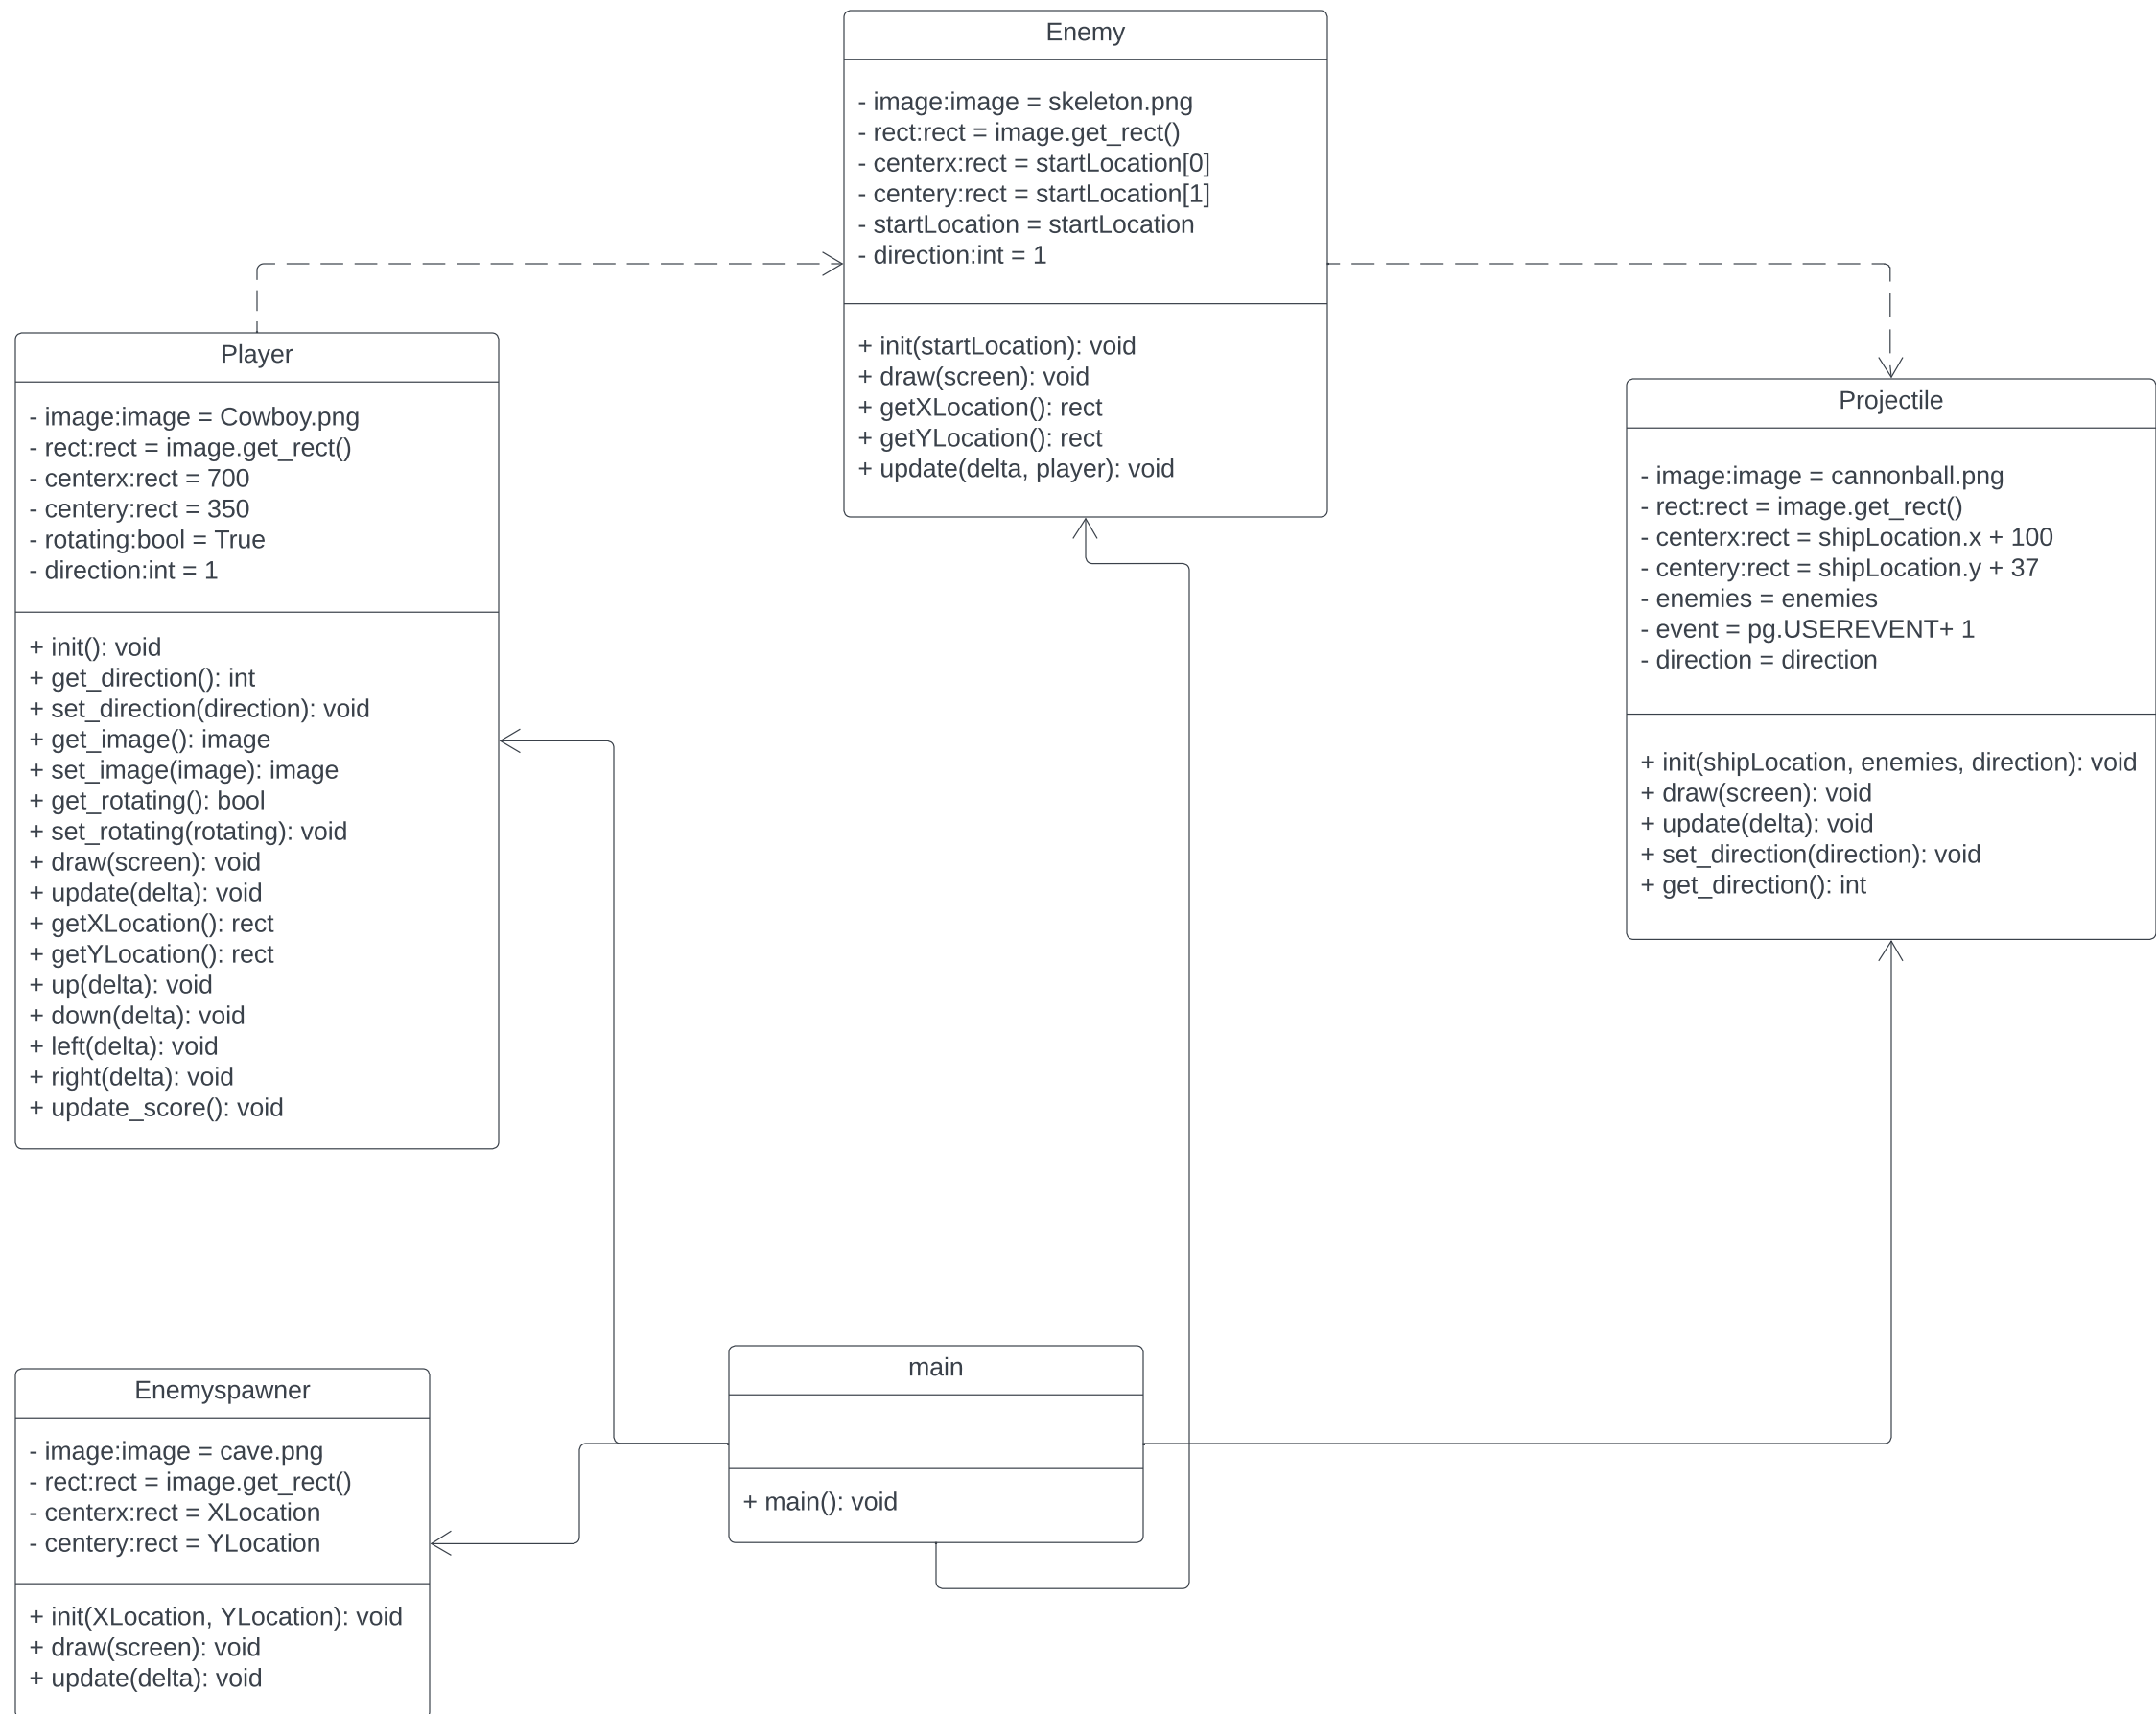 Enemy
- image:image = skeleton.png
- rect:rect = image.get_rect()
- centerx:rect = startLocation[0]
- centery:rect = startLocation[1]
- startLocation = startLocation
- direction:int = 1
+ init(startLocation): void
+ draw(screen): void
+ getXLocation(): rect
+ getYLocation(): rect
+ update(delta, player): void
Player
- image:image = Cowboy.png
- rect:rect = image.get_rect()
- centerx:rect = 700
- centery:rect = 350
- rotating:bool = True
- direction:int = 1
+ init(): void
+ get_direction(): int
+ set_direction(direction): void
+ get_image(): image
+ set_image(image): image
+ get_rotating(): bool
+ set_rotating(rotating): void
+ draw(screen): void
+ update(delta): void
+ getXLocation(): rect
+ getYLocation(): rect
+ up(delta): void
+ down(delta): void
+ left(delta): void
+ right(delta): void
+ update_score(): void
Projectile
- image:image = cannonball.png
- rect:rect = image.get_rect()
- centerx:rect = shipLocation.x + 100
- centery:rect = shipLocation.y + 37
- enemies = enemies
- event = pg.USEREVENT+ 1
- direction = direction
+ init(shipLocation, enemies, direction): void
+ draw(screen): void
+ update(delta): void
+ set_direction(direction): void
+ get_direction(): int
Enemyspawner
- image:image = cave.png
- rect:rect = image.get_rect()
- centerx:rect = XLocation
- centery:rect = YLocation
+ init(XLocation, YLocation): void
+ draw(screen): void
+ update(delta): void
main
+ main(): void